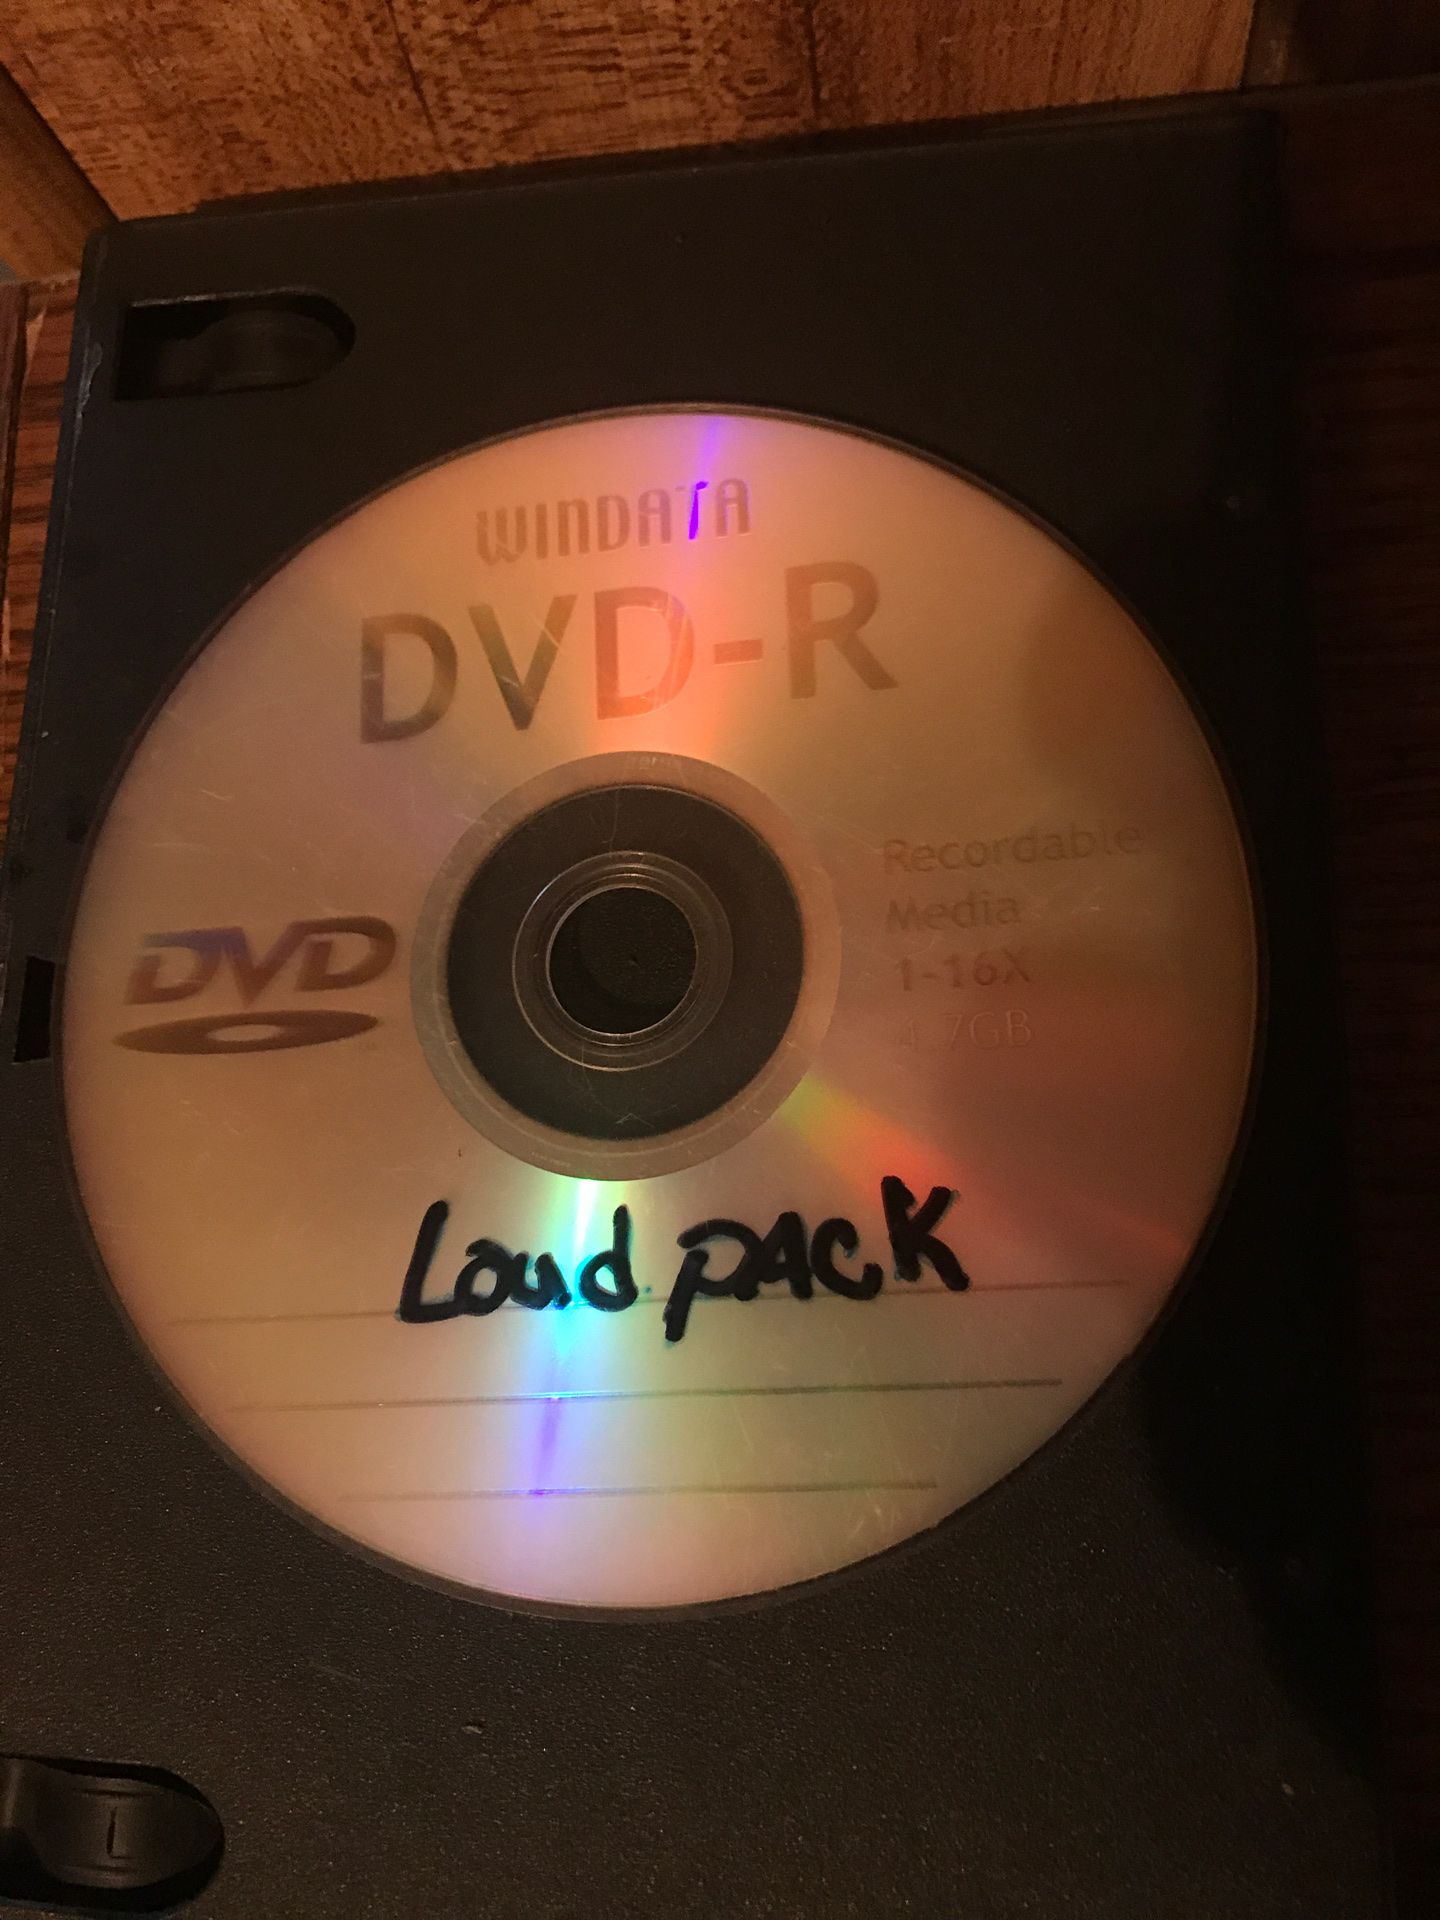 WINDATA
DVD-R
Recordable
Media
1-16X
4.7GB
DVD
Loud pACK